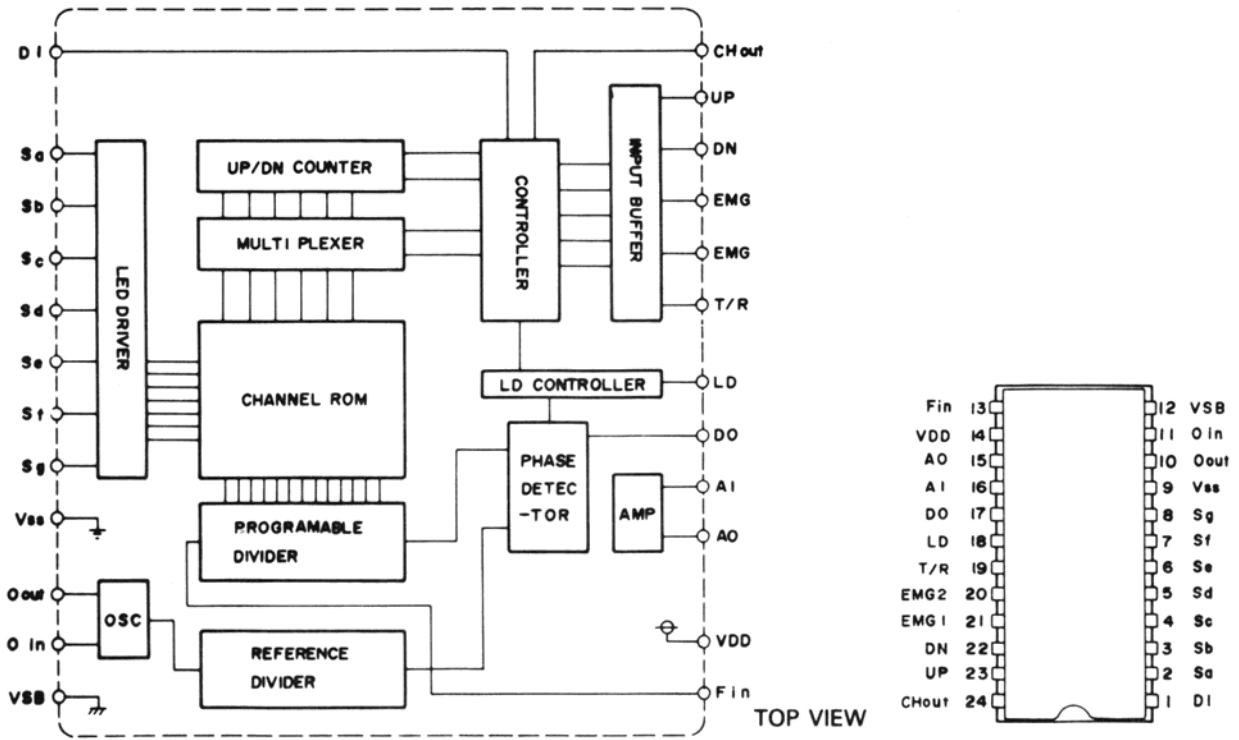 DI
Sa
Sb
Sc
Sd
Se
Sf
Sg
Vss
Oout
O in
VSB
LED DRIVER
UP/DN COUNTER
MULTI PLEXER
CHANNEL ROM
PROGRAMABLE
DIVIDER
OSC
REFERENCE
DIVIDER
CONTROLLER
INPUT BUFFER
LD CONTROLLER
PHASE
DETEC
-TOR
AMP
CHout
UP
DN
EMG
EMG
T/R
LD
DO
AI
AO
VDD
Fin
TOP VIEW
Fin 13
VDD 14
AO 15
AI 16
DO 17
LD 18
T/R 19
EMG2 20
EMG1 21
DN 22
UP 23
CHout 24
12 VSB
11 Oin
10 Oout
9 Vss
8 Sg
7 Sf
6 Se
5 Sd
4 Sc
3 Sb
2 Sa
1 DI